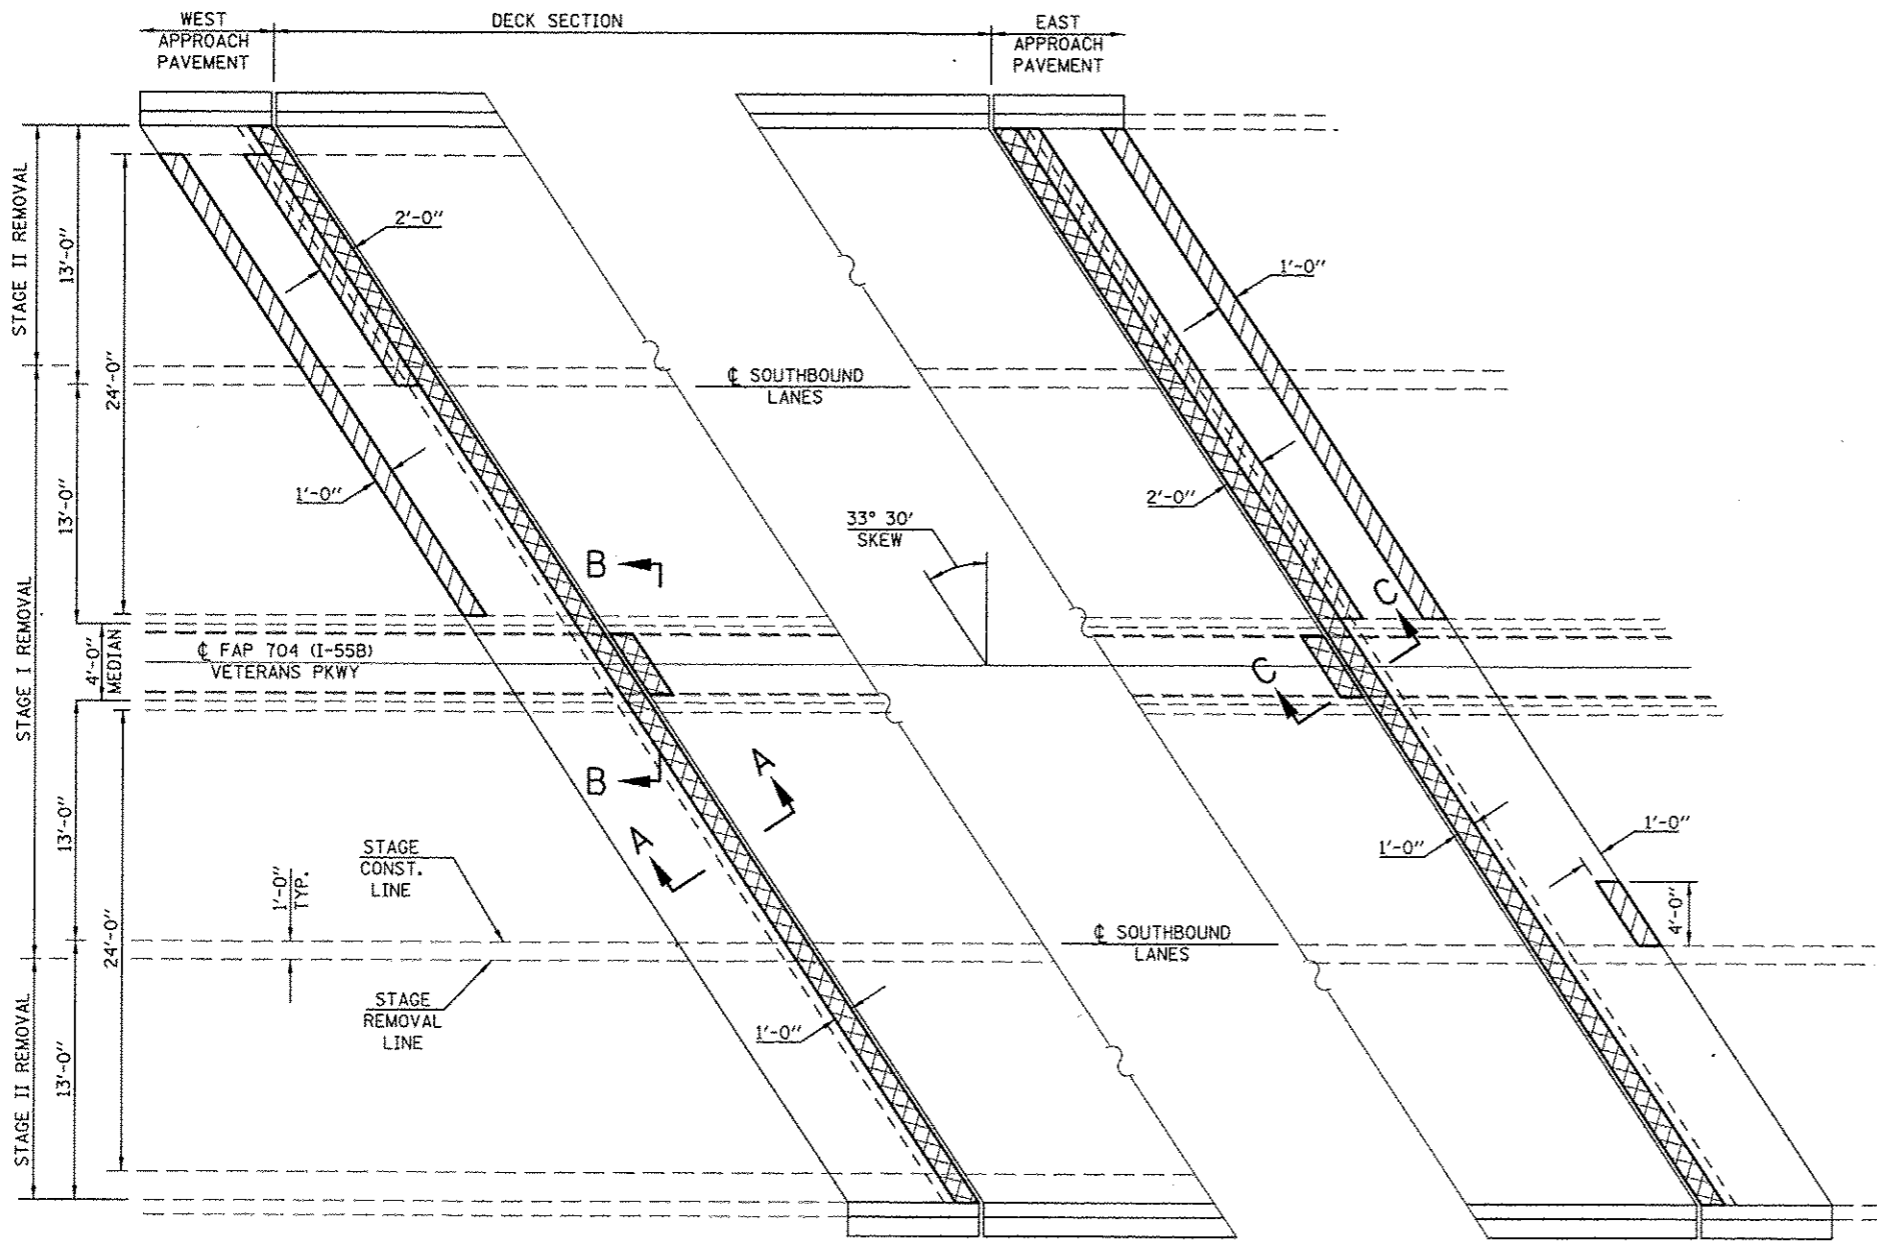 WEST
APPROACH
PAVEMENT
DECK SECTION
EAST
APPROACH
PAVEMENT
STAGE II REMOVAL
13'-0"
24'-0"
2'-0"
1'-0"
℄ SOUTHBOUND
LANES
STAGE I REMOVAL
13'-0"
1'-0"
2'-0"
33° 30'
SKEW
B
C
4'-0"
MEDIAN
℄ FAP 704 (I-55B)
VETERANS PKWY
C
B
A
A
13'-0"
24'-0"
1'-0"
TYP.
STAGE
CONST.
LINE
1'-0"
1'-0"
4'-0"
℄ SOUTHBOUND
LANES
STAGE II REMOVAL
13'-0"
STAGE
REMOVAL
LINE
1'-0"